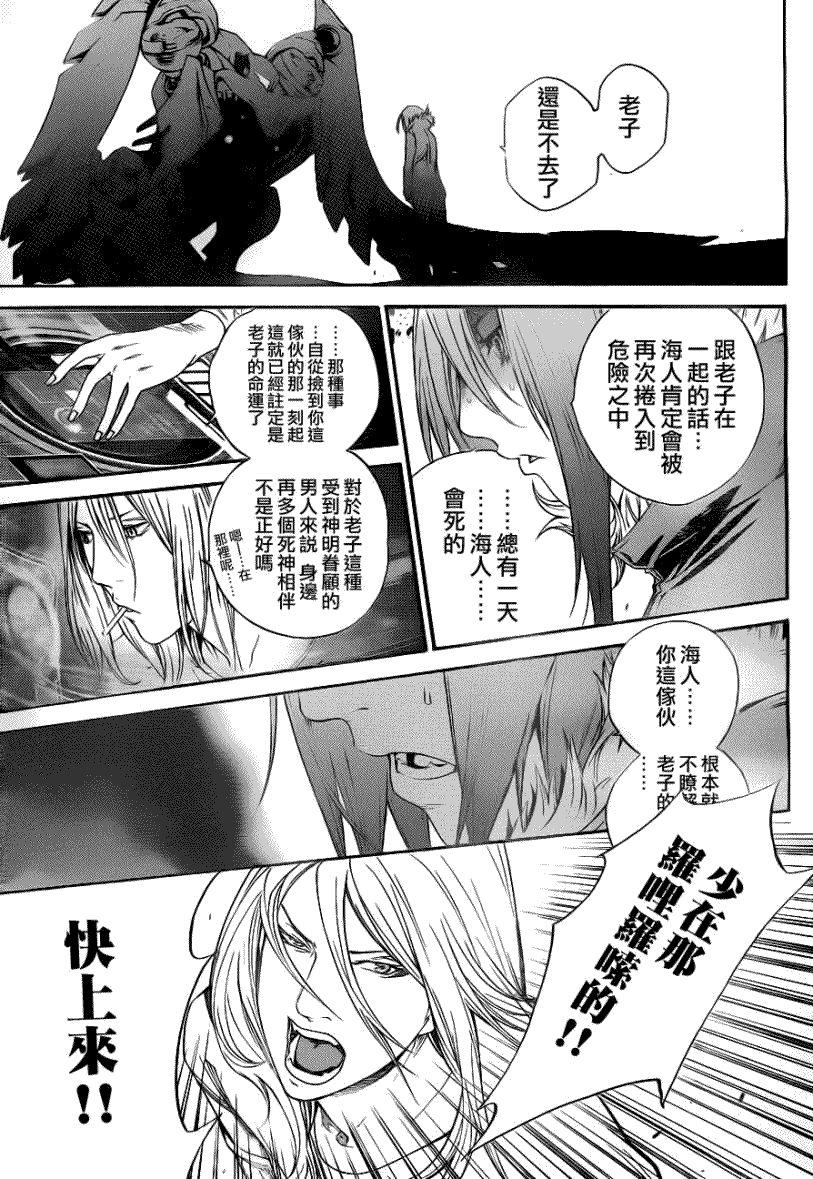 老子
還是不去了
跟老子在
一起的話…
海人肯定會被
再次捲入到
危險之中
……總有一天
……海人……
會死的
……那種事
…自從撿到你這
傢伙的那一刻起
這就已經註定是
老子的命運了
對於老子這種
受到神明眷顧的
男人來説 身邊
再多個死神相伴
不是正好嗎
嗯——在
那裡呢……
海人……
你這傢伙
根本就
不瞭解
老子的
……
少在那
羅哩羅嗦的!!
快上來!!